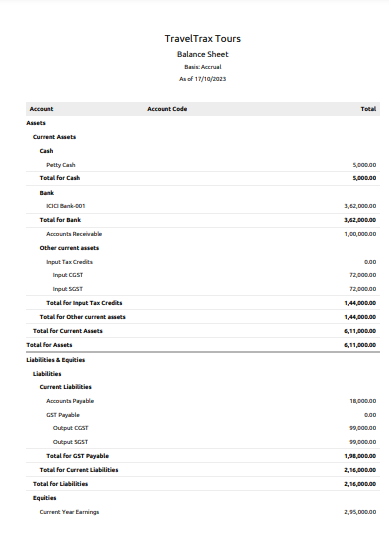 TravelTrax Tours
Balance Sheet
Basis: Accrual
As of 17/10/2023
Account Account Code Total
Assets
Current Assets
Cash
Petty Cash 5,000.00
Total for Cash 5,000.00
Bank
ICICI Bank-001 3,62,000.00
Total for Bank 3,62,000.00
Accounts Receivable 1,00,000.00
Other current assets
Input Tax Credits 0.00
Input CGST 72,000.00
Input SGST 72,000.00
Total for Input Tax Credits 1,44,000.00
Total for Other current assets 1,44,000.00
Total for Current Assets 6,11,000.00
Total for Assets 6,11,000.00
Liabilities & Equities
Liabilities
Current Liabilities
Accounts Payable 18,000.00
GST Payable 0.00
Output CGST 99,000.00
Output SGST 99,000.00
Total for GST Payable 1,98,000.00
Total for Current Liabilities 2,16,000.00
Total for Liabilities 2,16,000.00
Equities
Current Year Earnings 2,95,000.00